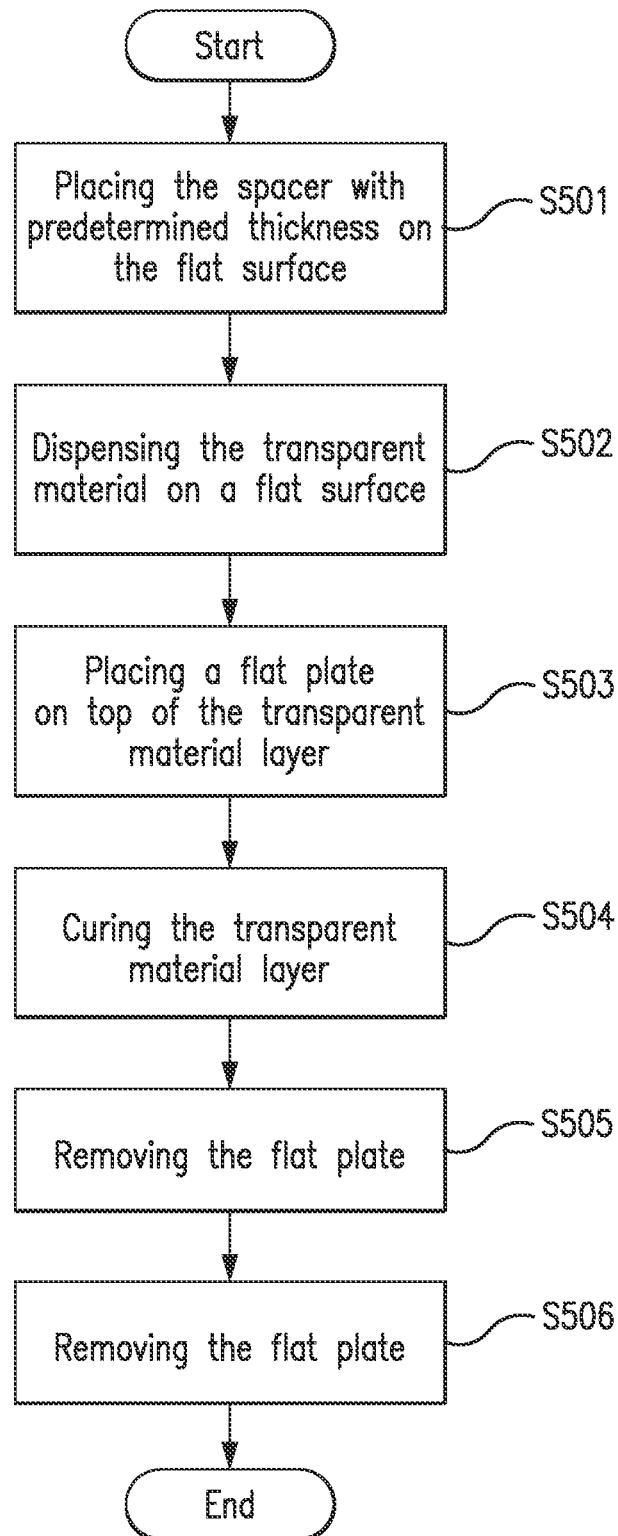 Start
Placing the spacer with
predetermined thickness on
the flat surface
S501
Dispensing the transparent
material on a flat surface
S502
Placing a flat plate
on top of the transparent
material layer
S503
Curing the transparent
material layer
S504
Removing the flat plate
S505
Removing the flat plate
S506
End